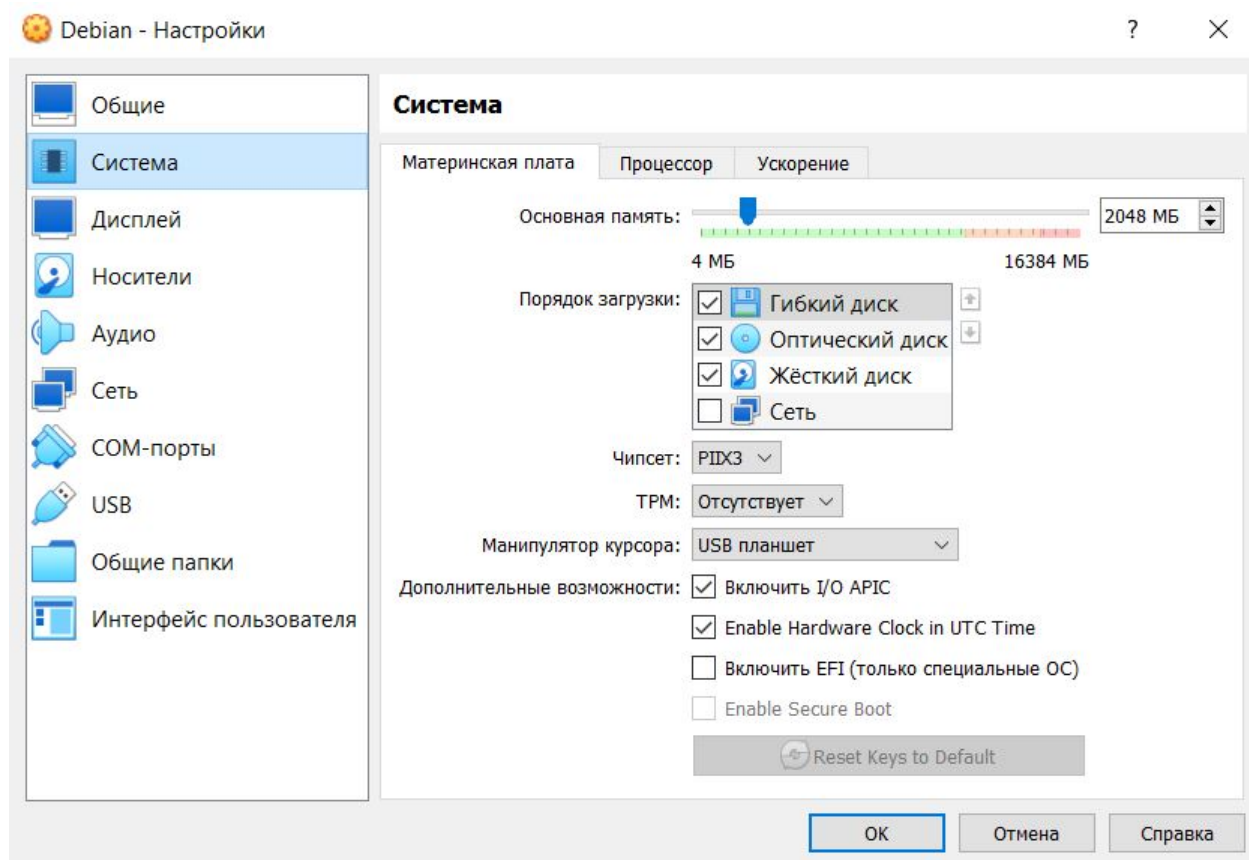 Debian - Настройки
?
Общие
Система
Дисплей
Носители
Аудио
Сеть
COM-порты
USB
Общие папки
Интерфейс пользователя
Система
Материнская плата Процессор Ускорение
Основная память: 2048 МБ
4 МБ 16384 МБ
Порядок загрузки: Гибкий диск
Оптический диск
Жёсткий диск
Сеть
Чипсет: PIIX3
TPM: Отсутствует
Манипулятор курсора: USB планшет
Дополнительные возможности: Включить I/O APIC
Enable Hardware Clock in UTC Time
Включить EFI (только специальные ОС)
Enable Secure Boot
Reset Keys to Default
OK Отмена Справка